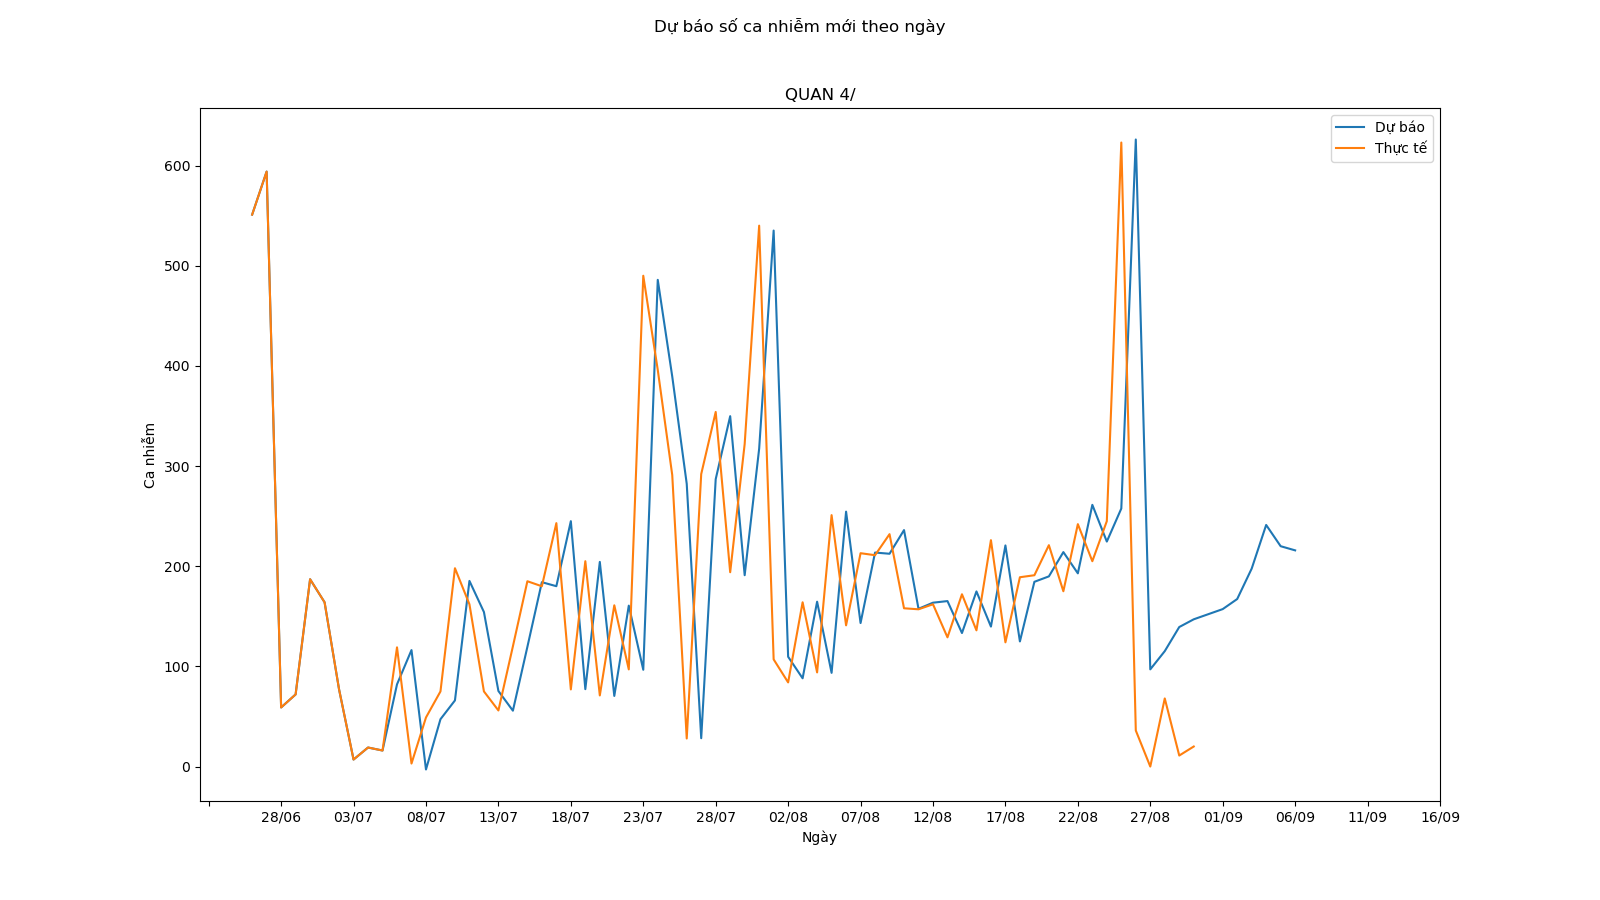 Dự báo số ca nhiễm mới theo ngày
QUAN 4/
Dự báo
Thực tế
600
500
400
300
200
100
0
Ca nhiễm
28/06 03/07 08/07 13/07 18/07 23/07 28/07 02/08 07/08 12/08 17/08 22/08 27/08 01/09 06/09 11/09 16/09
Ngày